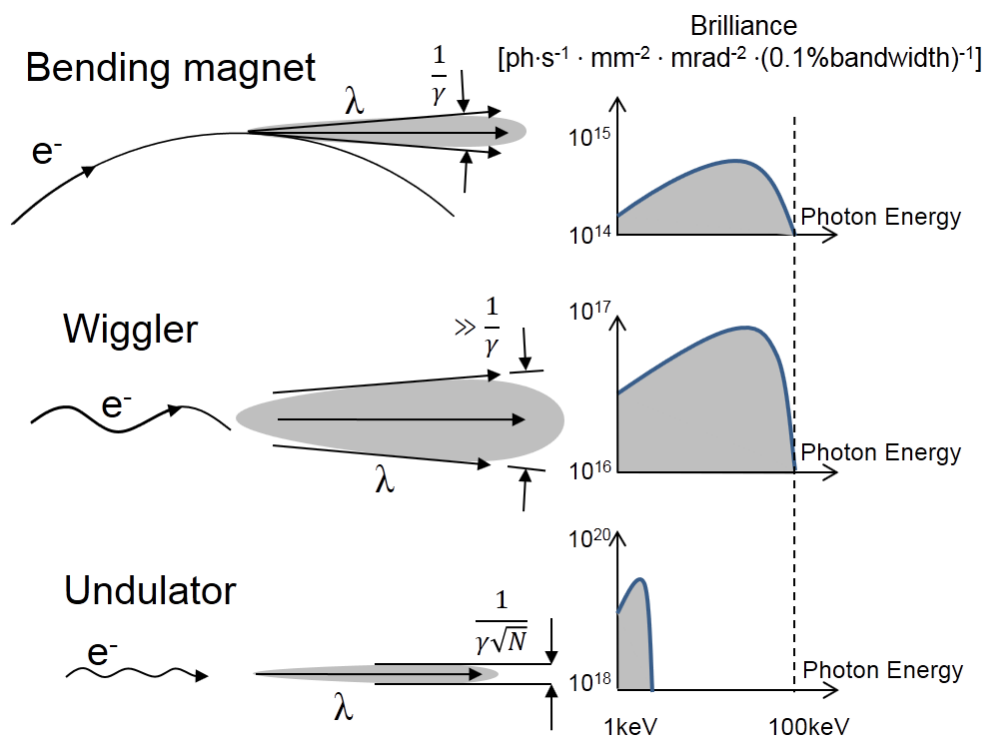 Brilliance
[ph·s⁻¹ · mm⁻² · mrad⁻² ·(0.1%bandwidth)⁻¹]
Bending magnet
1/γ
λ
e⁻
10¹⁵
10¹⁴
Photon Energy
Wiggler
≫ 1/γ
e⁻
λ
10¹⁷
10¹⁶
Photon Energy
Undulator
1/(γ√N)
e⁻
λ
10²⁰
10¹⁸
Photon Energy
1keV 100keV